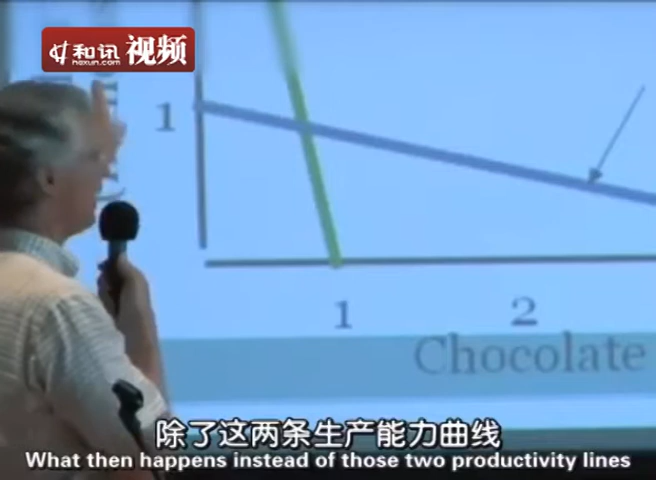 和讯 视频
hexun.com
1
1
2
Chocolate
除了这两条生产能力曲线
What then happens instead of those two productivity lines